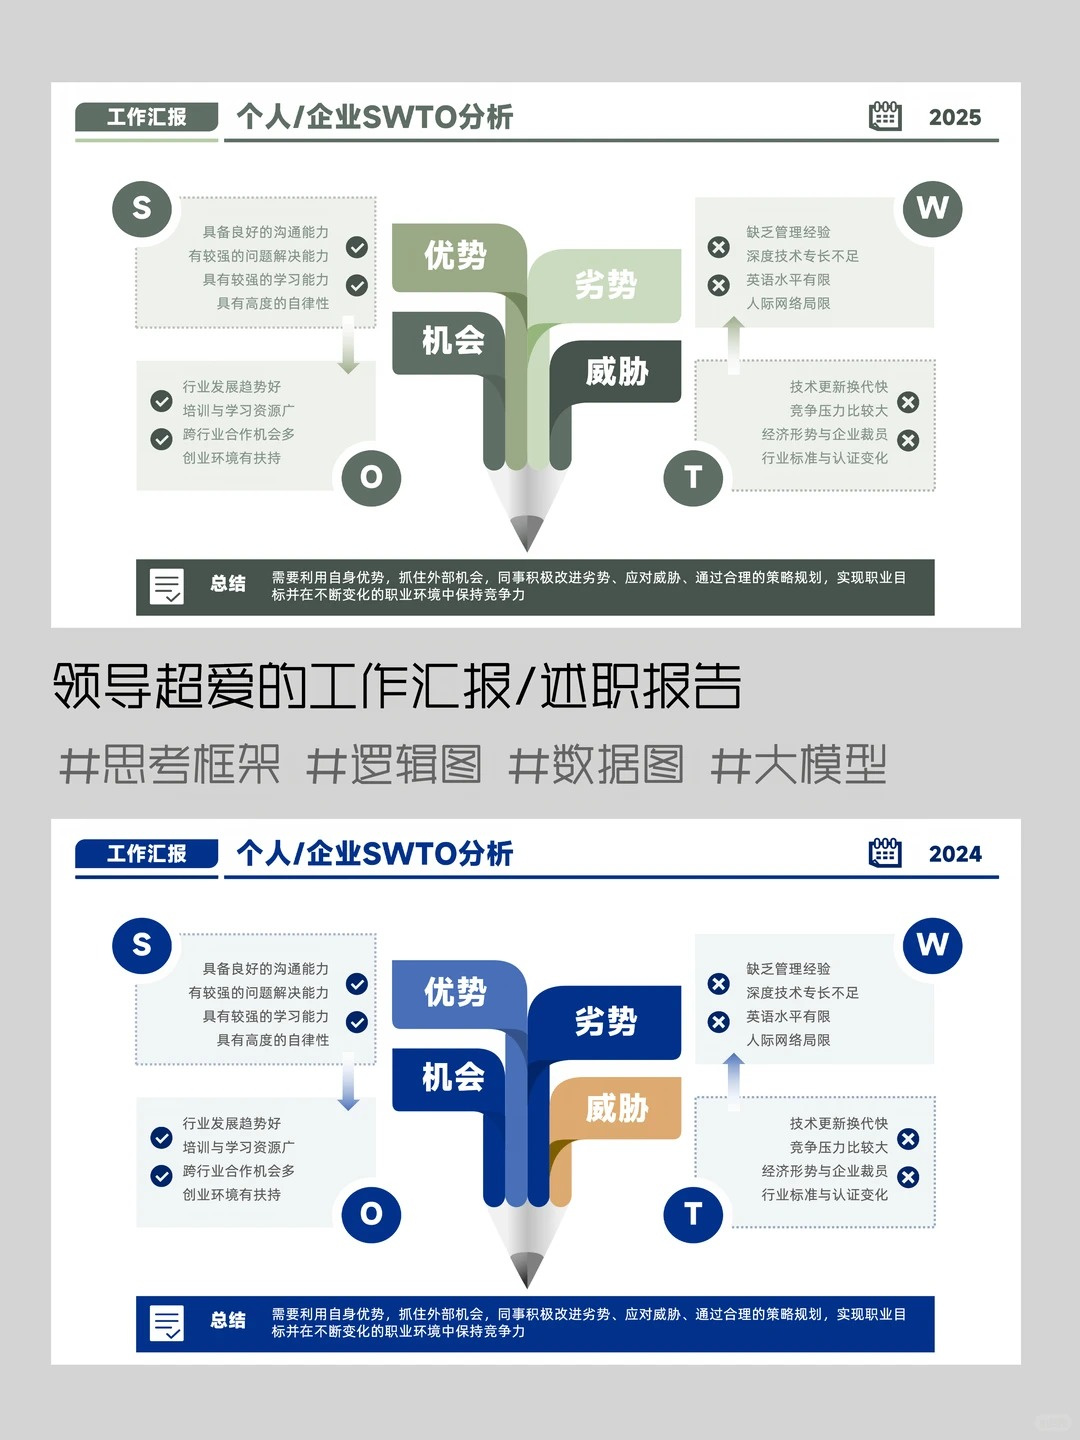 工作汇报
个人/企业SWTO分析
2025
S
具备良好的沟通能力
有较强的问题解决能力
具有较强的学习能力
具有高度的自律性
优势
劣势
机会
威胁
W
缺乏管理经验
深度技术专长不足
英语水平有限
人际网络局限
行业发展趋势好
培训与学习资源广
跨行业合作机会多
创业环境有扶持
O
T
技术更新换代快
竞争压力比较大
经济形势与企业裁员
行业标准与认证变化
总结
需要利用自身优势，抓住外部机会，同事积极改进劣势、应对威胁、通过合理的策略规划，实现职业目
标并在不断变化的职业环境中保持竞争力
领导超爱的工作汇报/述职报告
#思考框架 #逻辑图 #数据图 #大模型
工作汇报
个人/企业SWTO分析
2024
S
具备良好的沟通能力
有较强的问题解决能力
具有较强的学习能力
具有高度的自律性
优势
劣势
机会
威胁
W
缺乏管理经验
深度技术专长不足
英语水平有限
人际网络局限
行业发展趋势好
培训与学习资源广
跨行业合作机会多
创业环境有扶持
O
T
技术更新换代快
竞争压力比较大
经济形势与企业裁员
行业标准与认证变化
总结
需要利用自身优势，抓住外部机会，同事积极改进劣势、应对威胁、通过合理的策略规划，实现职业目
标并在不断变化的职业环境中保持竞争力